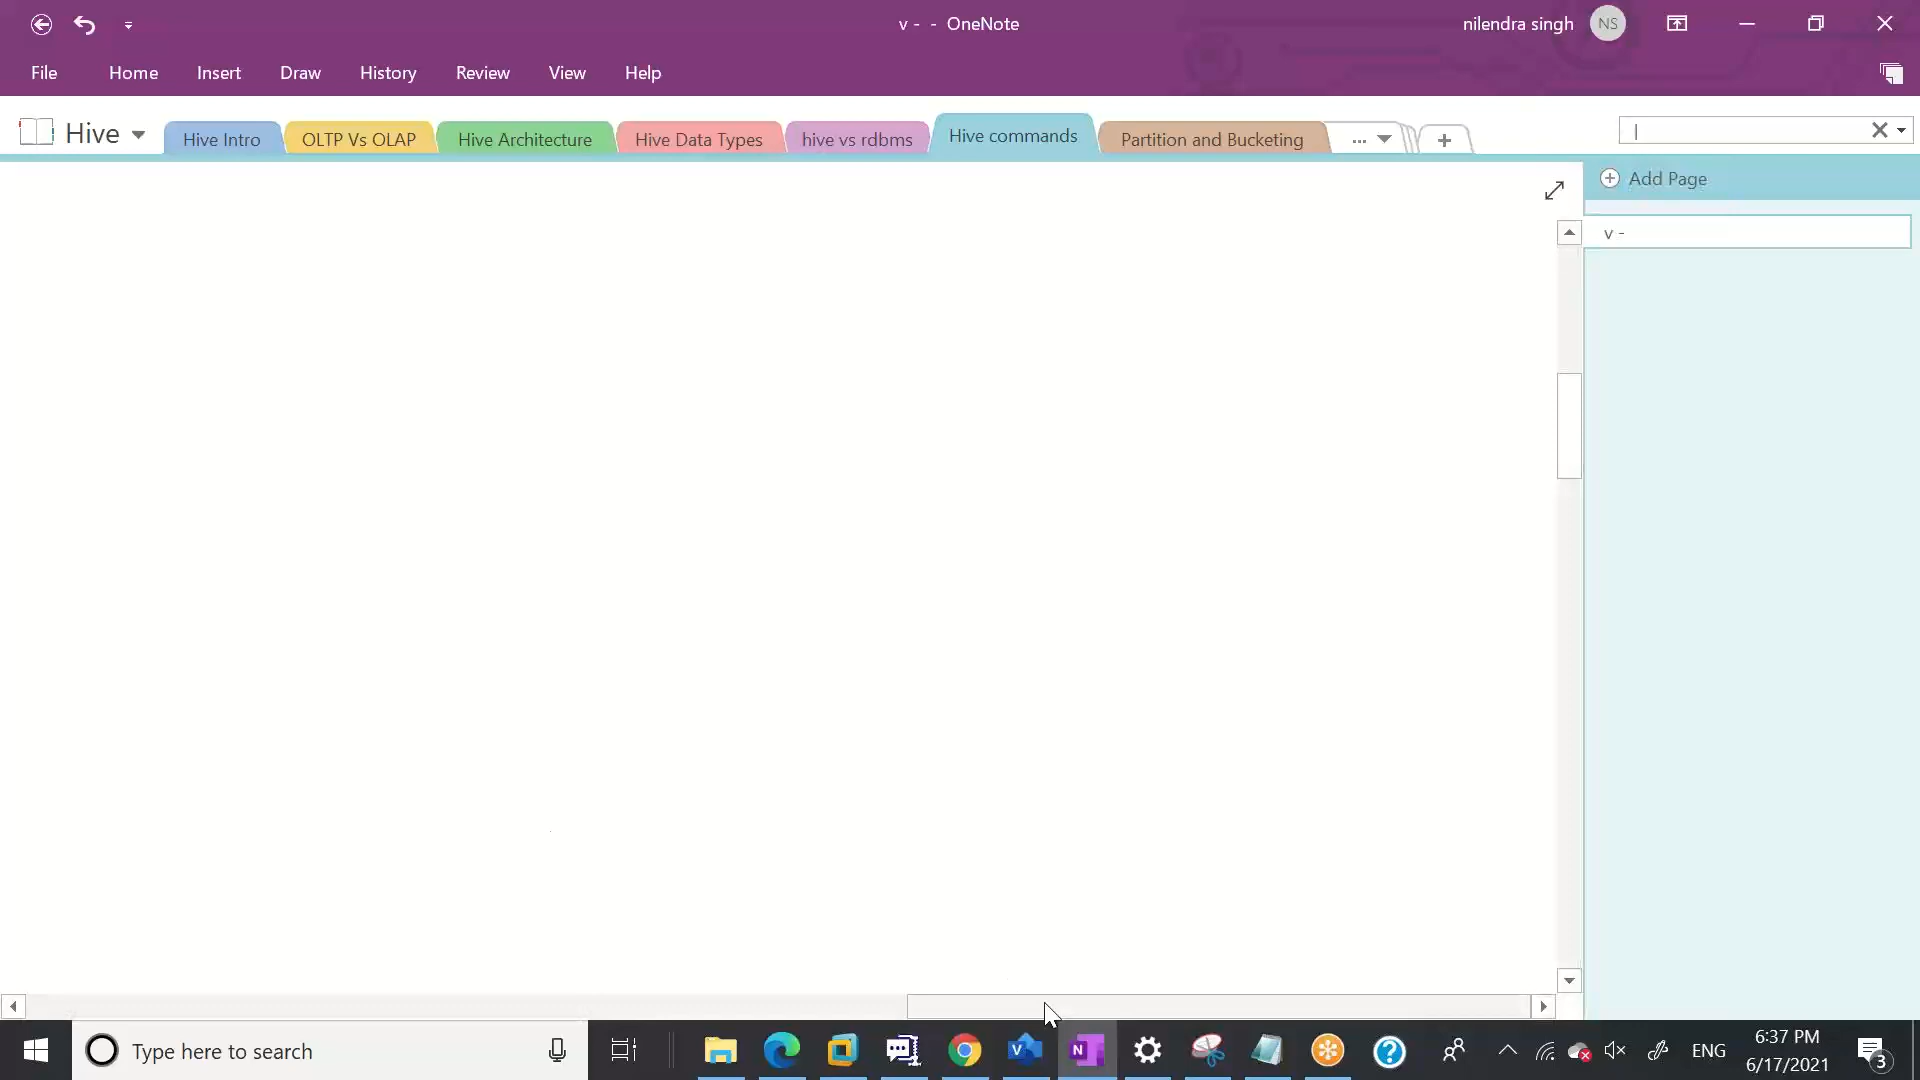 v - - OneNote
nilendra singh NS
File Home Insert Draw History Review View Help
Hive Hive Intro OLTP Vs OLAP Hive Architecture Hive Data Types hive vs rdbms Hive commands Partition and Bucketing ...
Add Page
v -
Type here to search
ENG
6:37 PM
6/17/2021
3